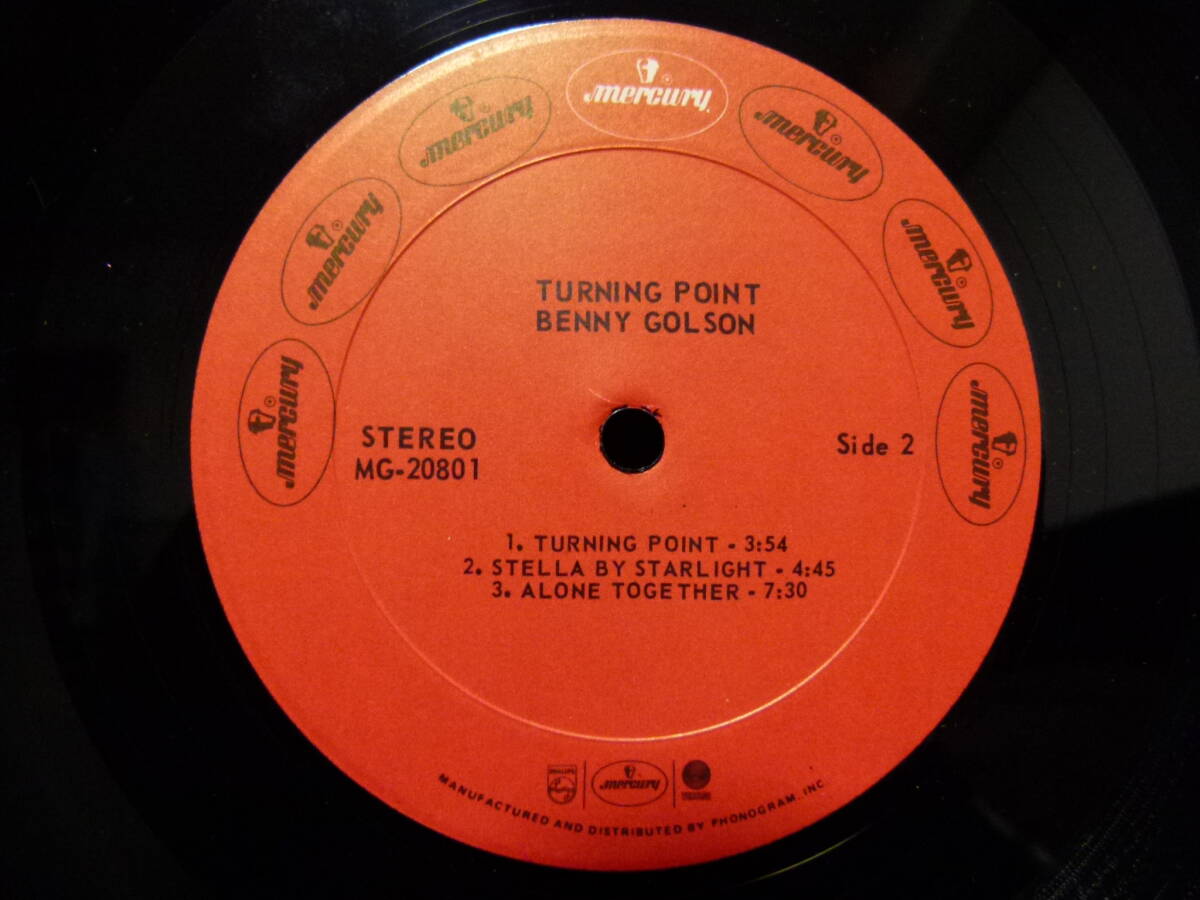 mercury
mercury
mercury
mercury
mercury
mercury
mercury
TURNING POINT
BENNY GOLSON
STEREO
MG-20801
Side 2
1. TURNING POINT - 3:54
2. STELLA BY STARLIGHT - 4:45
3. ALONE TOGETHER - 7:30
PHILIPS
mercury
MANUFACTURED AND DISTRIBUTED BY PHONOGRAM, INC.